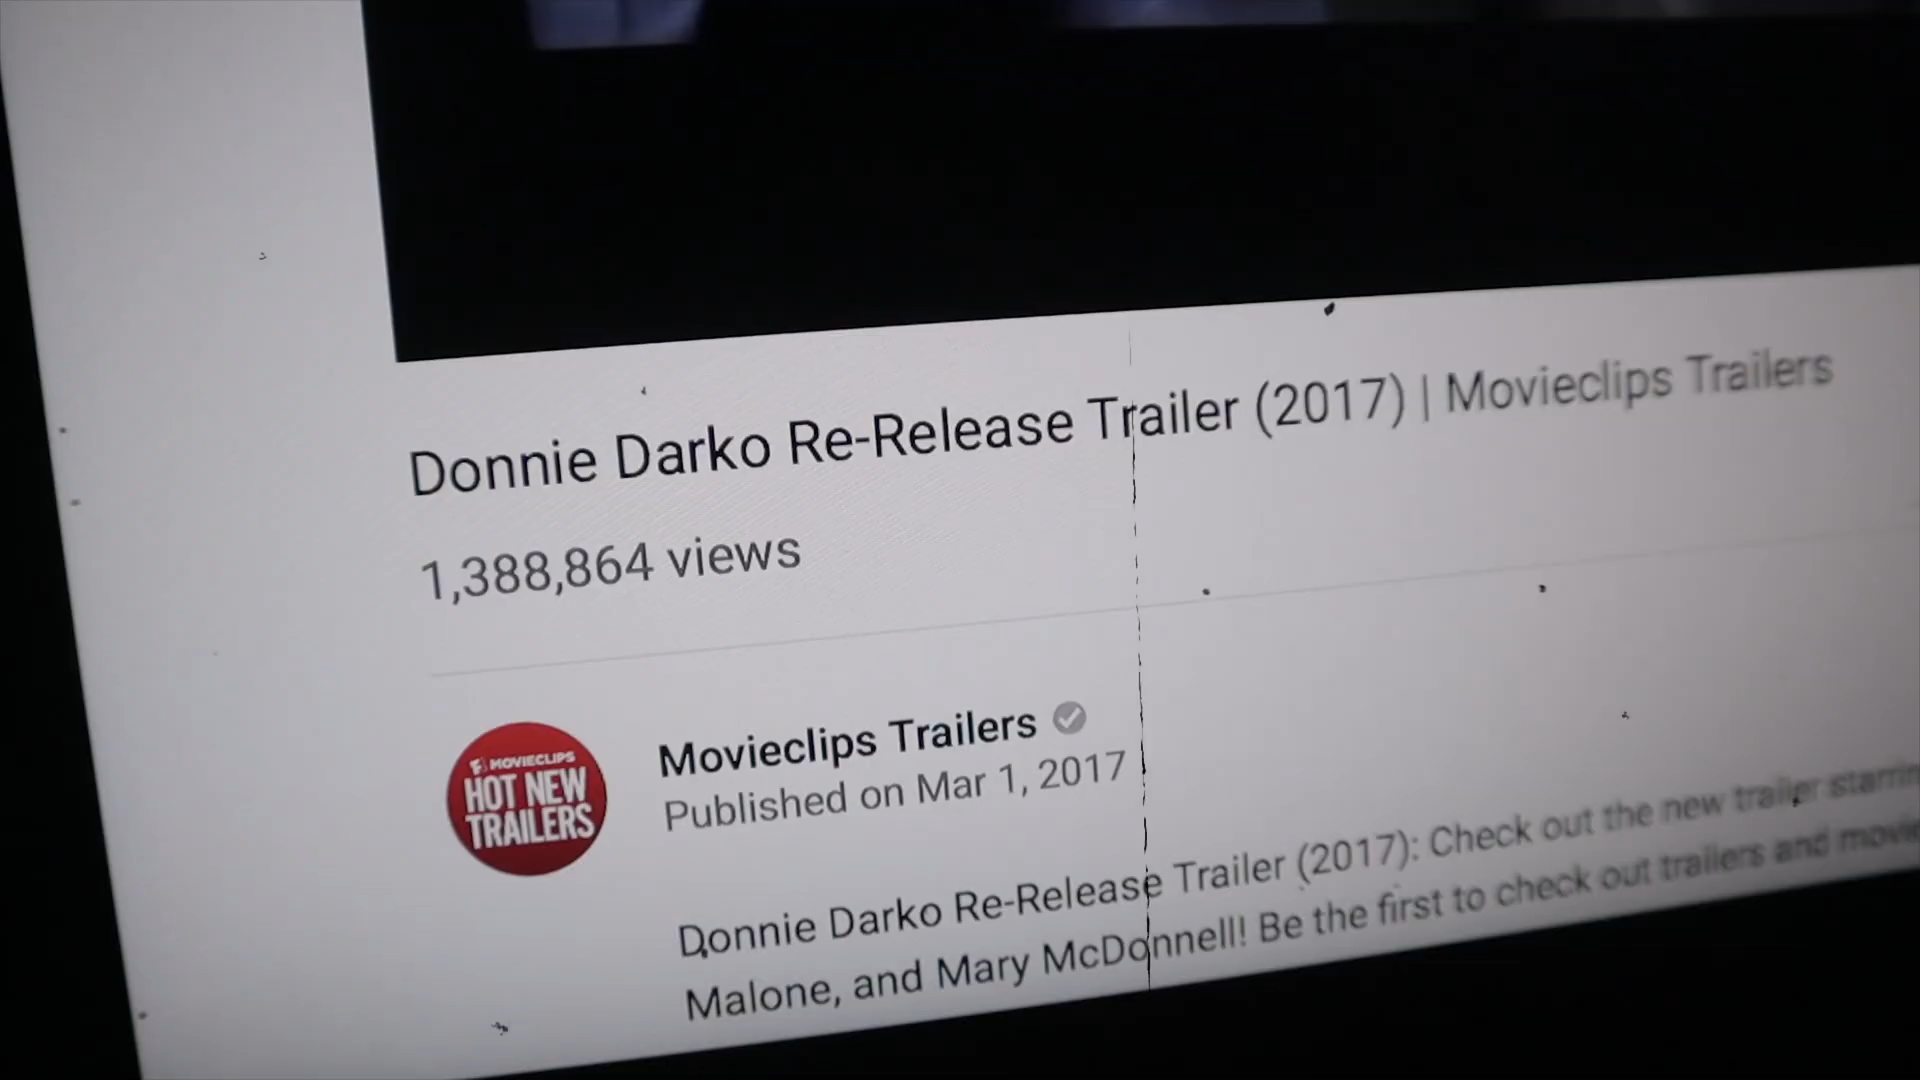 Donnie Darko Re-Release Trailer (2017) | Movieclips Trailers
1,388,864 views
MOVIECLIPS
HOT NEW
TRAILERS
Movieclips Trailers
Published on Mar 1, 2017
Donnie Darko Re-Release Trailer (2017): Check out the new trailer
Malone, and Mary McDonnell! Be the first to check out trailers and